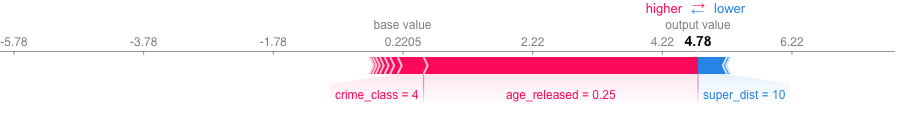 higher ⇄ lower
base value output value
-5.78 -3.78 -1.78 0.2205 2.22 4.22 4.78 6.22
crime_class = 4 age_released = 0.25 super_dist = 10